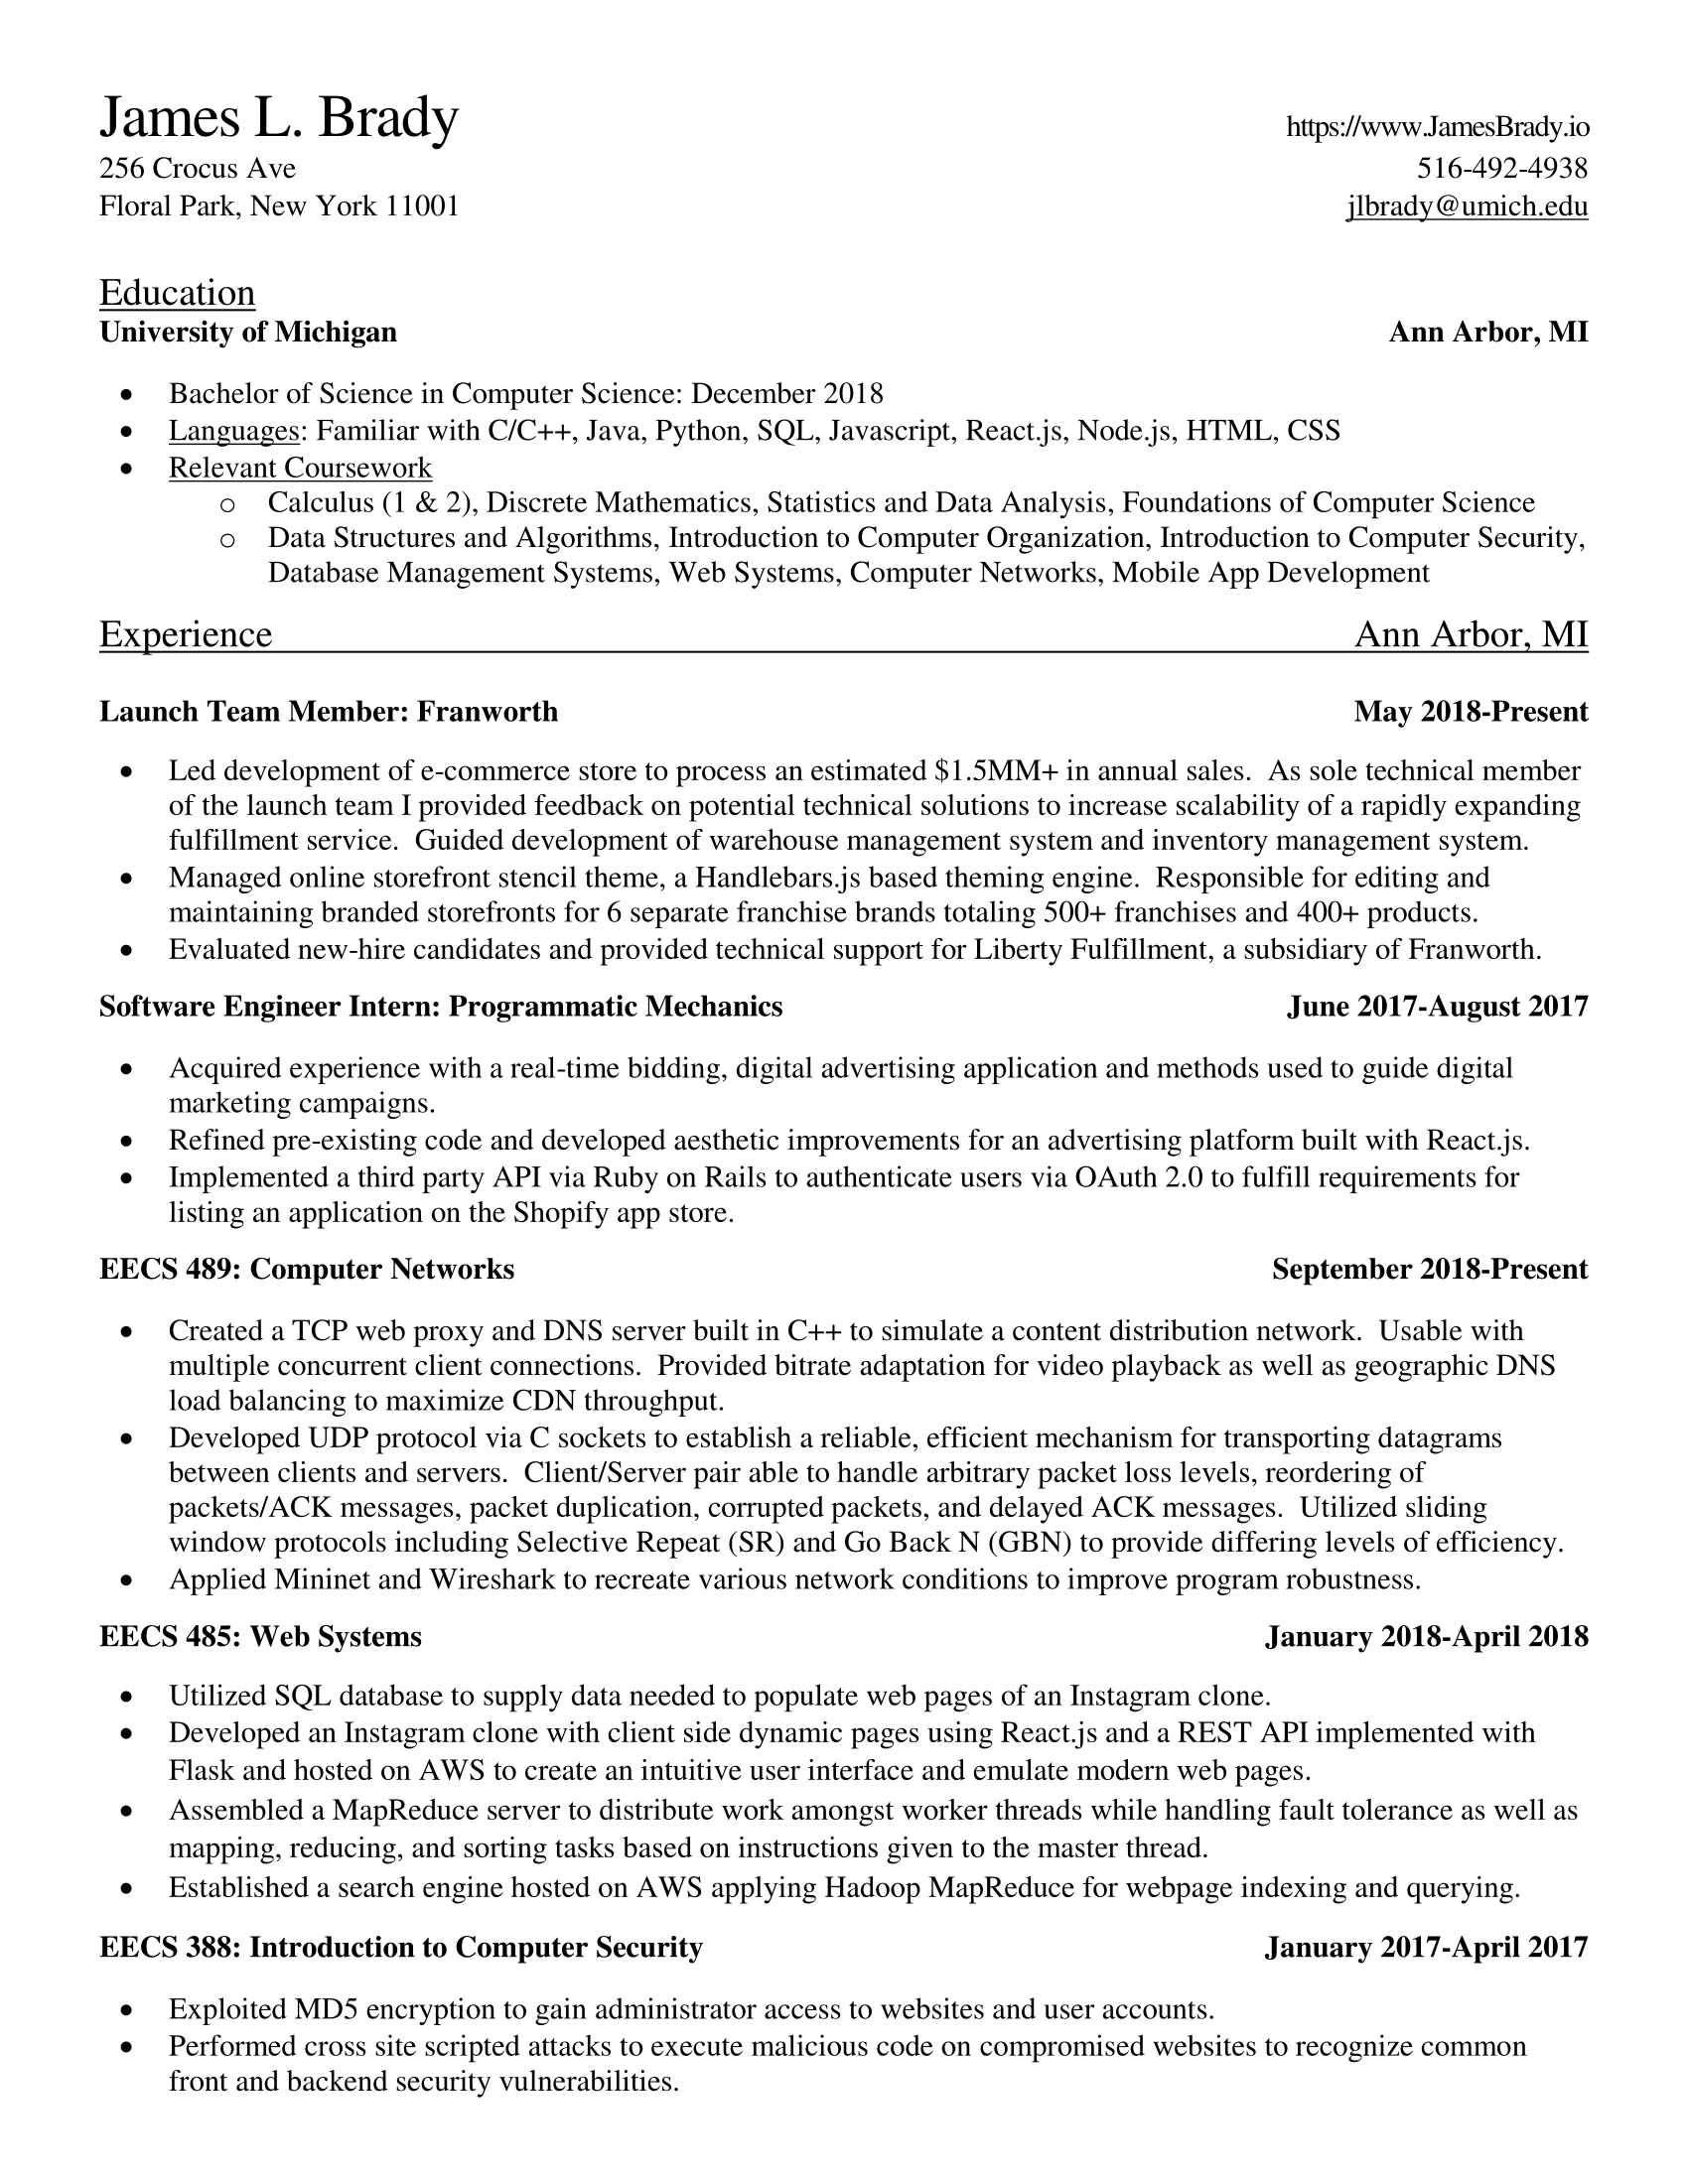 James L. Brady https://www.JamesBrady.io
256 Crocus Ave 516-492-4938
Floral Park, New York 11001 jlbrady@umich.edu
Education
University of Michigan Ann Arbor, MI
• Bachelor of Science in Computer Science: December 2018
• Languages: Familiar with C/C++, Java, Python, SQL, Javascript, React.js, Node.js, HTML, CSS
• Relevant Coursework
o Calculus (1 & 2), Discrete Mathematics, Statistics and Data Analysis, Foundations of Computer Science
o Data Structures and Algorithms, Introduction to Computer Organization, Introduction to Computer Security,
Database Management Systems, Web Systems, Computer Networks, Mobile App Development
Experience Ann Arbor, MI
Launch Team Member: Franworth May 2018-Present
• Led development of e-commerce store to process an estimated $1.5MM+ in annual sales.  As sole technical member
of the launch team I provided feedback on potential technical solutions to increase scalability of a rapidly expanding
fulfillment service.  Guided development of warehouse management system and inventory management system.
• Managed online storefront stencil theme, a Handlebars.js based theming engine.  Responsible for editing and
maintaining branded storefronts for 6 separate franchise brands totaling 500+ franchises and 400+ products.
• Evaluated new-hire candidates and provided technical support for Liberty Fulfillment, a subsidiary of Franworth.
Software Engineer Intern: Programmatic Mechanics June 2017-August 2017
• Acquired experience with a real-time bidding, digital advertising application and methods used to guide digital
marketing campaigns.
• Refined pre-existing code and developed aesthetic improvements for an advertising platform built with React.js.
• Implemented a third party API via Ruby on Rails to authenticate users via OAuth 2.0 to fulfill requirements for
listing an application on the Shopify app store.
EECS 489: Computer Networks September 2018-Present
• Created a TCP web proxy and DNS server built in C++ to simulate a content distribution network.  Usable with
multiple concurrent client connections.  Provided bitrate adaptation for video playback as well as geographic DNS
load balancing to maximize CDN throughput.
• Developed UDP protocol via C sockets to establish a reliable, efficient mechanism for transporting datagrams
between clients and servers.  Client/Server pair able to handle arbitrary packet loss levels, reordering of
packets/ACK messages, packet duplication, corrupted packets, and delayed ACK messages.  Utilized sliding
window protocols including Selective Repeat (SR) and Go Back N (GBN) to provide differing levels of efficiency.
• Applied Mininet and Wireshark to recreate various network conditions to improve program robustness.
EECS 485: Web Systems January 2018-April 2018
• Utilized SQL database to supply data needed to populate web pages of an Instagram clone.
• Developed an Instagram clone with client side dynamic pages using React.js and a REST API implemented with
Flask and hosted on AWS to create an intuitive user interface and emulate modern web pages.
• Assembled a MapReduce server to distribute work amongst worker threads while handling fault tolerance as well as
mapping, reducing, and sorting tasks based on instructions given to the master thread.
• Established a search engine hosted on AWS applying Hadoop MapReduce for webpage indexing and querying.
EECS 388: Introduction to Computer Security January 2017-April 2017
• Exploited MD5 encryption to gain administrator access to websites and user accounts.
• Performed cross site scripted attacks to execute malicious code on compromised websites to recognize common
front and backend security vulnerabilities.